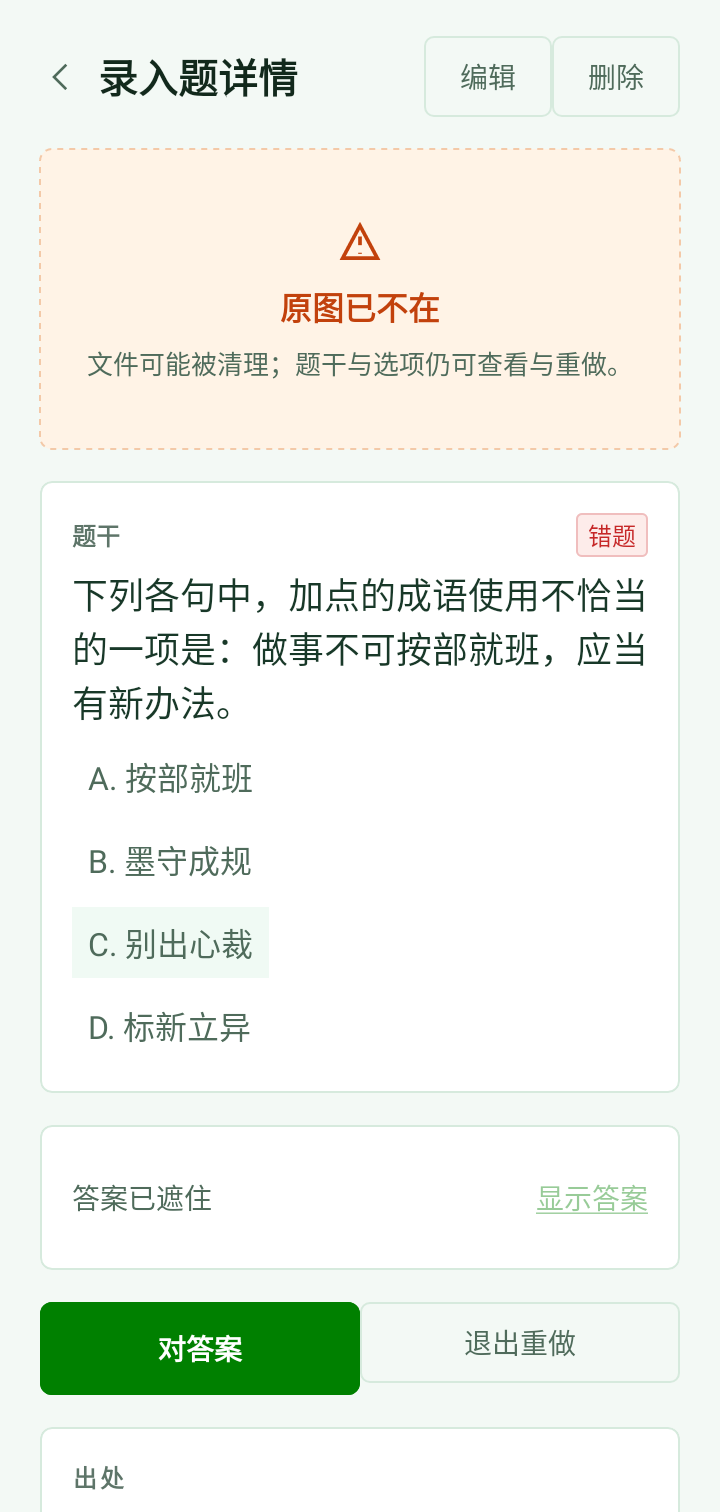 录入题详情
编辑
删除
原图已不在
文件可能被清理；题干与选项仍可查看与重做。
题干
错题
下列各句中，加点的成语使用不恰当
的一项是：做事不可按部就班，应当
有新办法。
A. 按部就班
B. 墨守成规
C. 别出心裁
D. 标新立异
答案已遮住
显示答案
对答案
退出重做
出处